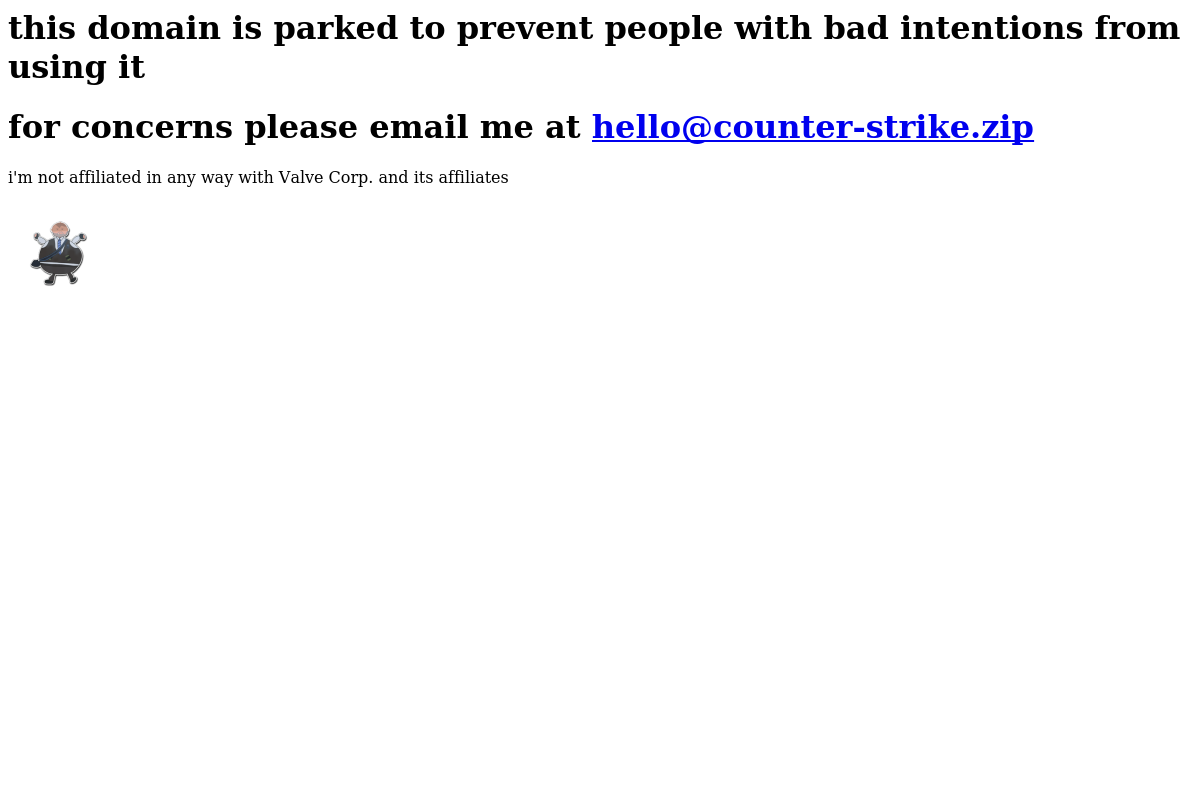 this domain is parked to prevent people with bad intentions from
using it
for concerns please email me at hello@counter-strike.zip
i'm not affiliated in any way with Valve Corp. and its affiliates